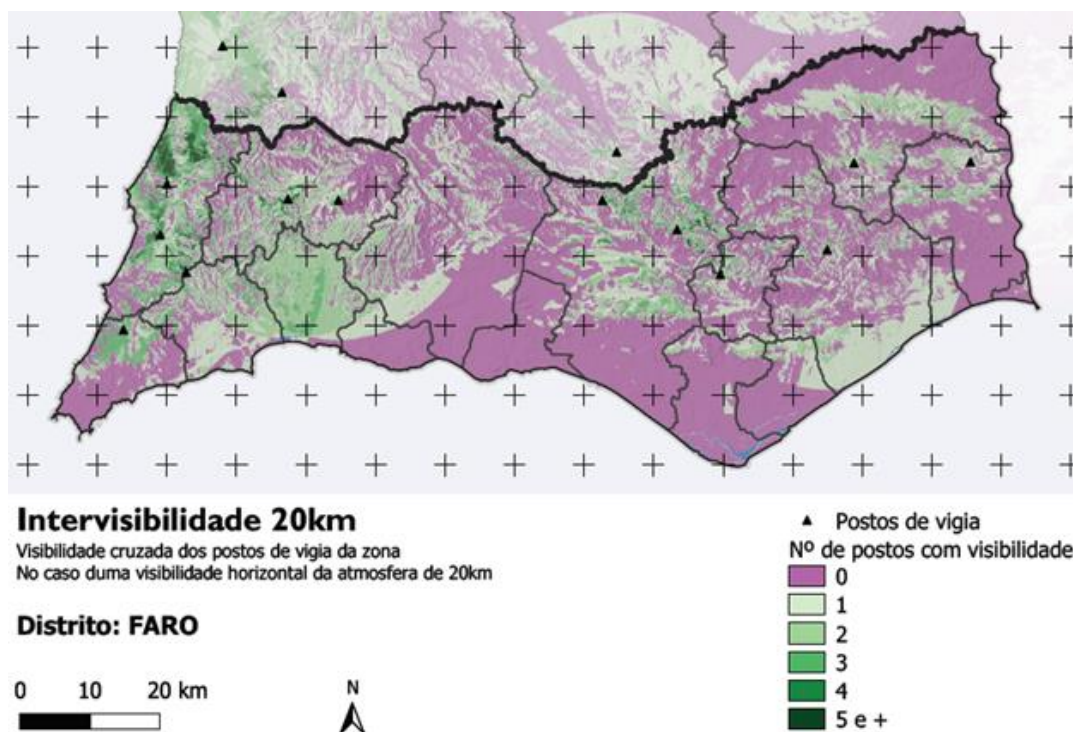 Intervisibilidade 20km
Visibilidade cruzada dos postos de vigia da zona
No caso duma visibilidade horizontal da atmosfera de 20km
Distrito: FARO
0 10 20 km
N
Postos de vigia
Nº de postos com visibilidade
0
1
2
3
4
5 e +